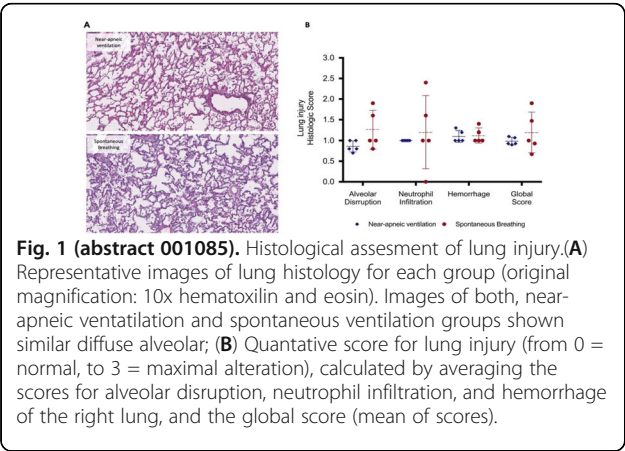 A
Near-apneic
ventilation
Spontaneous
Breathing
B
Lung injury
Histologic Score
3.0
2.5
2.0
1.5
1.0
0.5
0.0
Alveolar
Disruption
Neutrophil
Infiltration
Hemorrhage
Global
Score
Near-apneic ventilation
Spontaneous Breathing
Fig. 1 (abstract 001085). Histological assesment of lung injury.(A)
Representative images of lung histology for each group (original
magnification: 10x hematoxilin and eosin). Images of both, near-
apneic ventatilation and spontaneous ventilation groups shown
similar diffuse alveolar; (B) Quantative score for lung injury (from 0 =
normal, to 3 = maximal alteration), calculated by averaging the
scores for alveolar disruption, neutrophil infiltration, and hemorrhage
of the right lung, and the global score (mean of scores).